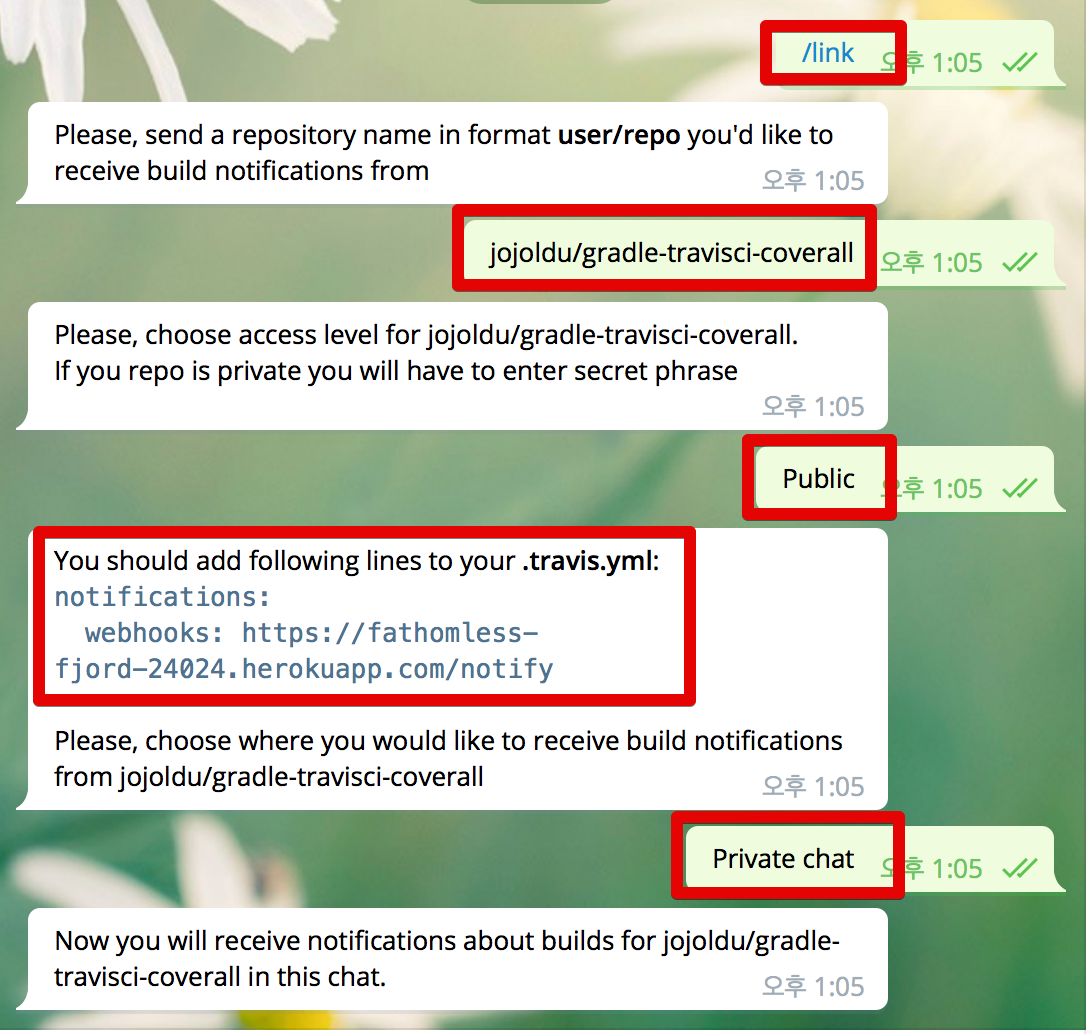 /link
오후 1:05
Please, send a repository name in format user/repo you'd like to
receive build notifications from
오후 1:05
jojoldu/gradle-travisci-coverall
오후 1:05
Please, choose access level for jojoldu/gradle-travisci-coverall.
If you repo is private you will have to enter secret phrase
오후 1:05
Public
오후 1:05
You should add following lines to your .travis.yml:
notifications:
  webhooks: https://fathomless-
fjord-24024.herokuapp.com/notify
Please, choose where you would like to receive build notifications
from jojoldu/gradle-travisci-coverall
오후 1:05
Private chat
오후 1:05
Now you will receive notifications about builds for jojoldu/gradle-
travisci-coverall in this chat.
오후 1:05